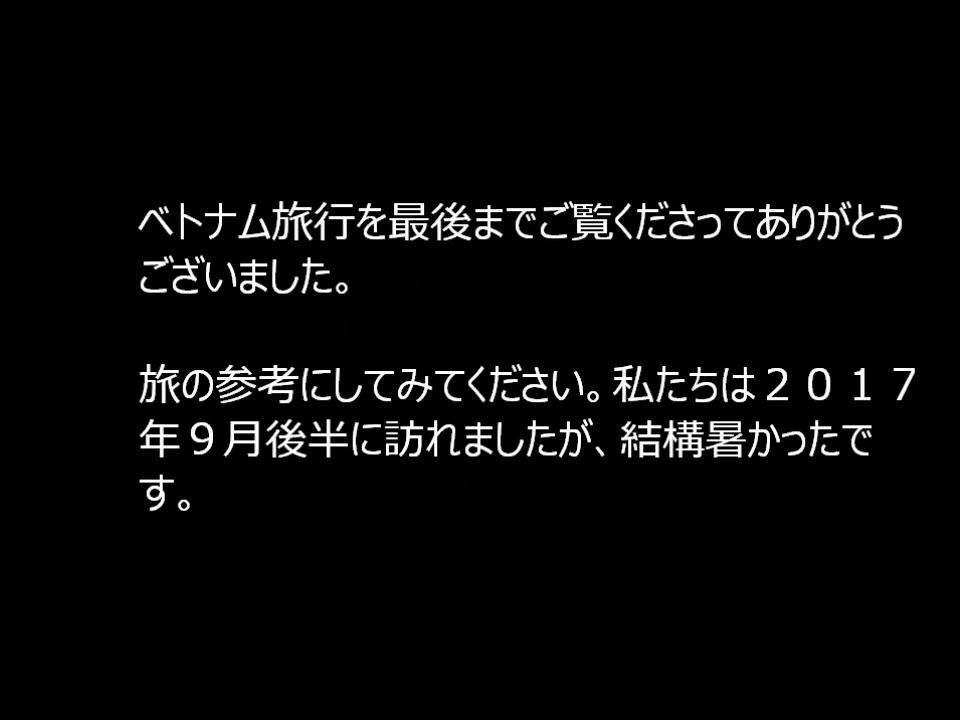 ベトナム旅行を最後までご覧くださってありがとう
ございました。
旅の参考にしてみてください。私たちは２０１７
年９月後半に訪れましたが、結構暑かったで
す。